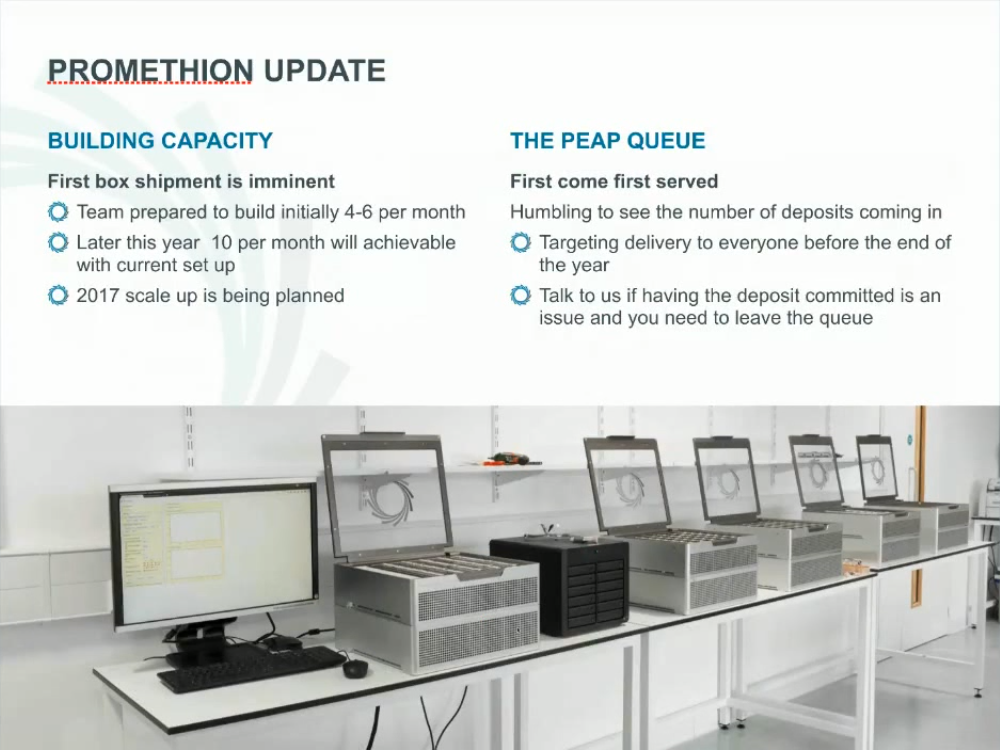 PROMETHION UPDATE
BUILDING CAPACITY
First box shipment is imminent
Team prepared to build initially 4-6 per month
Later this year  10 per month will achievable
with current set up
2017 scale up is being planned
THE PEAP QUEUE
First come first served
Humbling to see the number of deposits coming in
Targeting delivery to everyone before the end of
the year
Talk to us if having the deposit committed is an
issue and you need to leave the queue